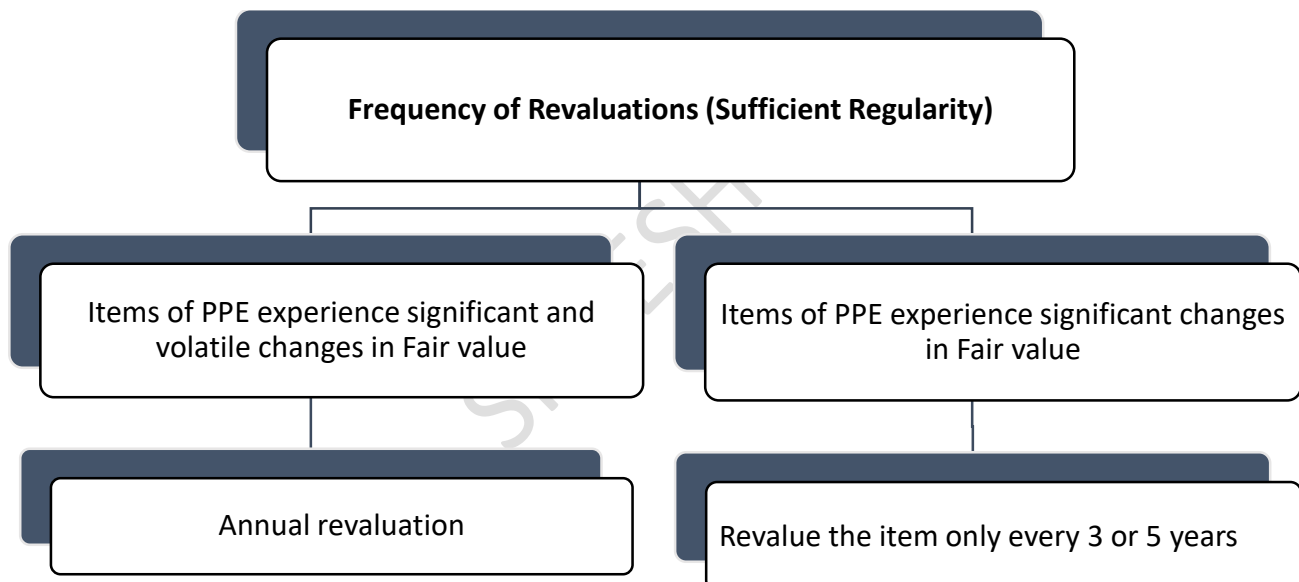 Frequency of Revaluations (Sufficient Regularity)
Items of PPE experience significant and
volatile changes in Fair value
Items of PPE experience significant changes
in Fair value
Annual revaluation
Revalue the item only every 3 or 5 years